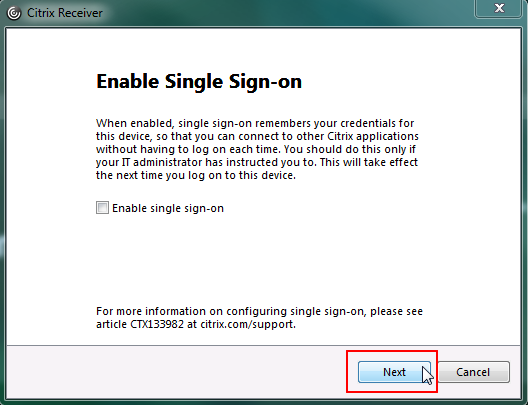 Citrix Receiver
Enable Single Sign-on
When enabled, single sign-on remembers your credentials for
this device, so that you can connect to other Citrix applications
without having to log on each time. You should do this only if
your IT administrator has instructed you to. This will take effect
the next time you log on to this device.
Enable single sign-on
For more information on configuring single sign-on, please see
article CTX133982 at citrix.com/support.
Next
Cancel